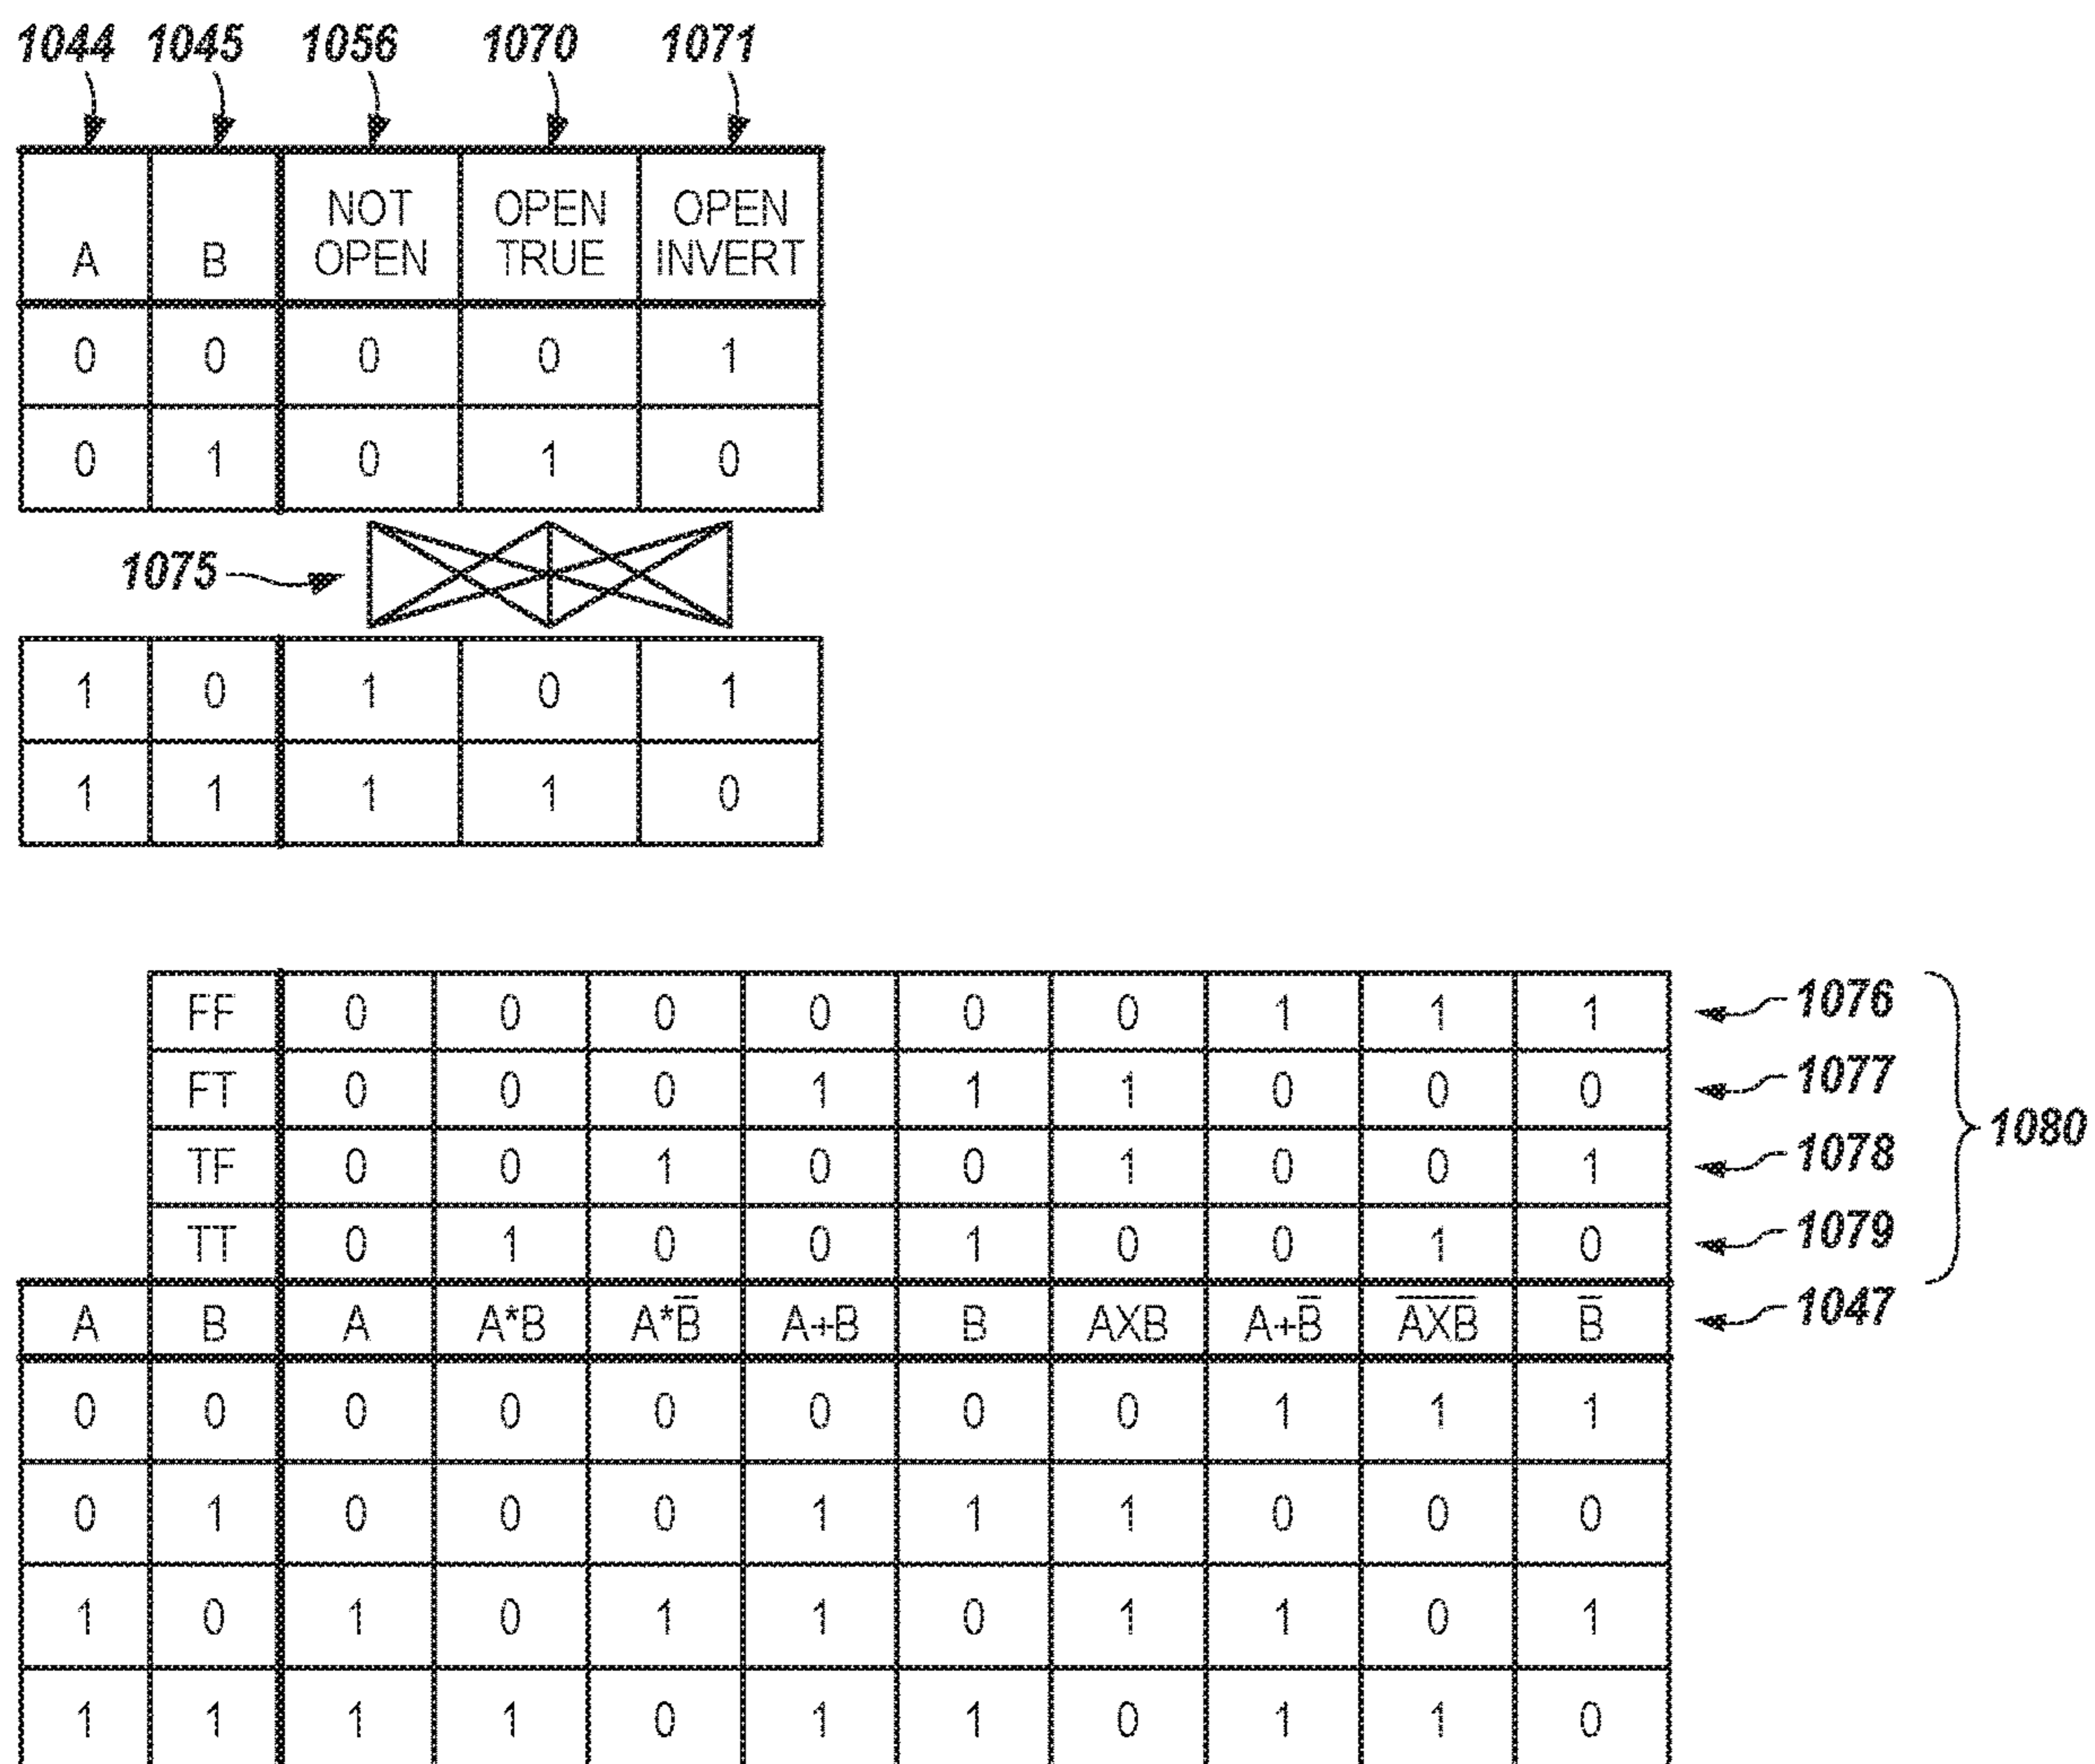 1044 1045 1056 1070 1071
A B NOT OPEN OPEN TRUE OPEN INVERT
0 0 0 0 1
0 1 0 1 0
1075
1 0 1 0 1
1 1 1 1 0
FF 0 0 0 0 0 0 1 1 1 1076
FT 0 0 0 1 1 1 0 0 0 1077
1080
TF 0 0 1 0 0 1 0 0 1 1078
TT 0 1 0 0 1 0 0 1 0 1079
A B A A*B A*B̅ A+B B AXB A+B̅ A̅X̅B̅ B̅ 1047
0 0 0 0 0 0 0 0 1 1 1
0 1 0 0 0 1 1 1 0 0 0
1 0 1 0 1 1 0 1 1 0 1
1 1 1 1 0 1 1 0 1 1 0